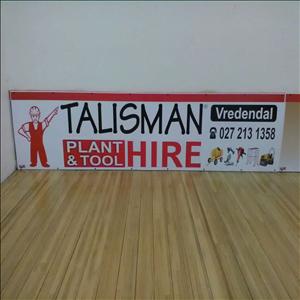 TALISMAN
PLANT
& TOOL
HIRE
Vredendal
027 213 1358